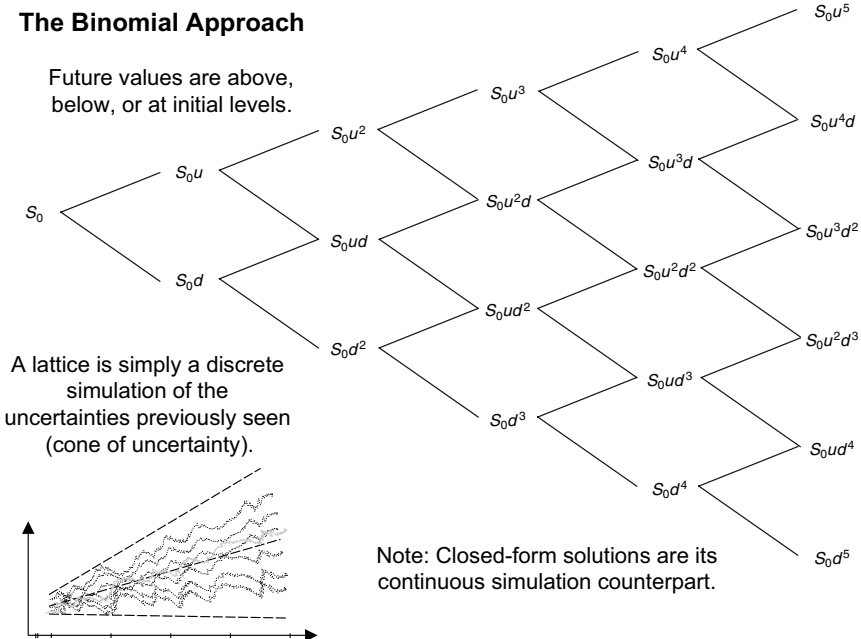 The Binomial Approach
Future values are above,
below, or at initial levels.
S₀
S₀u
S₀d
S₀u²
S₀ud
S₀d²
S₀u³
S₀u²d
S₀ud²
S₀d³
S₀u⁴
S₀u³d
S₀u²d²
S₀ud³
S₀d⁴
S₀u⁵
S₀u⁴d
S₀u³d²
S₀u²d³
S₀ud⁴
S₀d⁵
A lattice is simply a discrete
simulation of the
uncertainties previously seen
(cone of uncertainty).
Note: Closed-form solutions are its
continuous simulation counterpart.